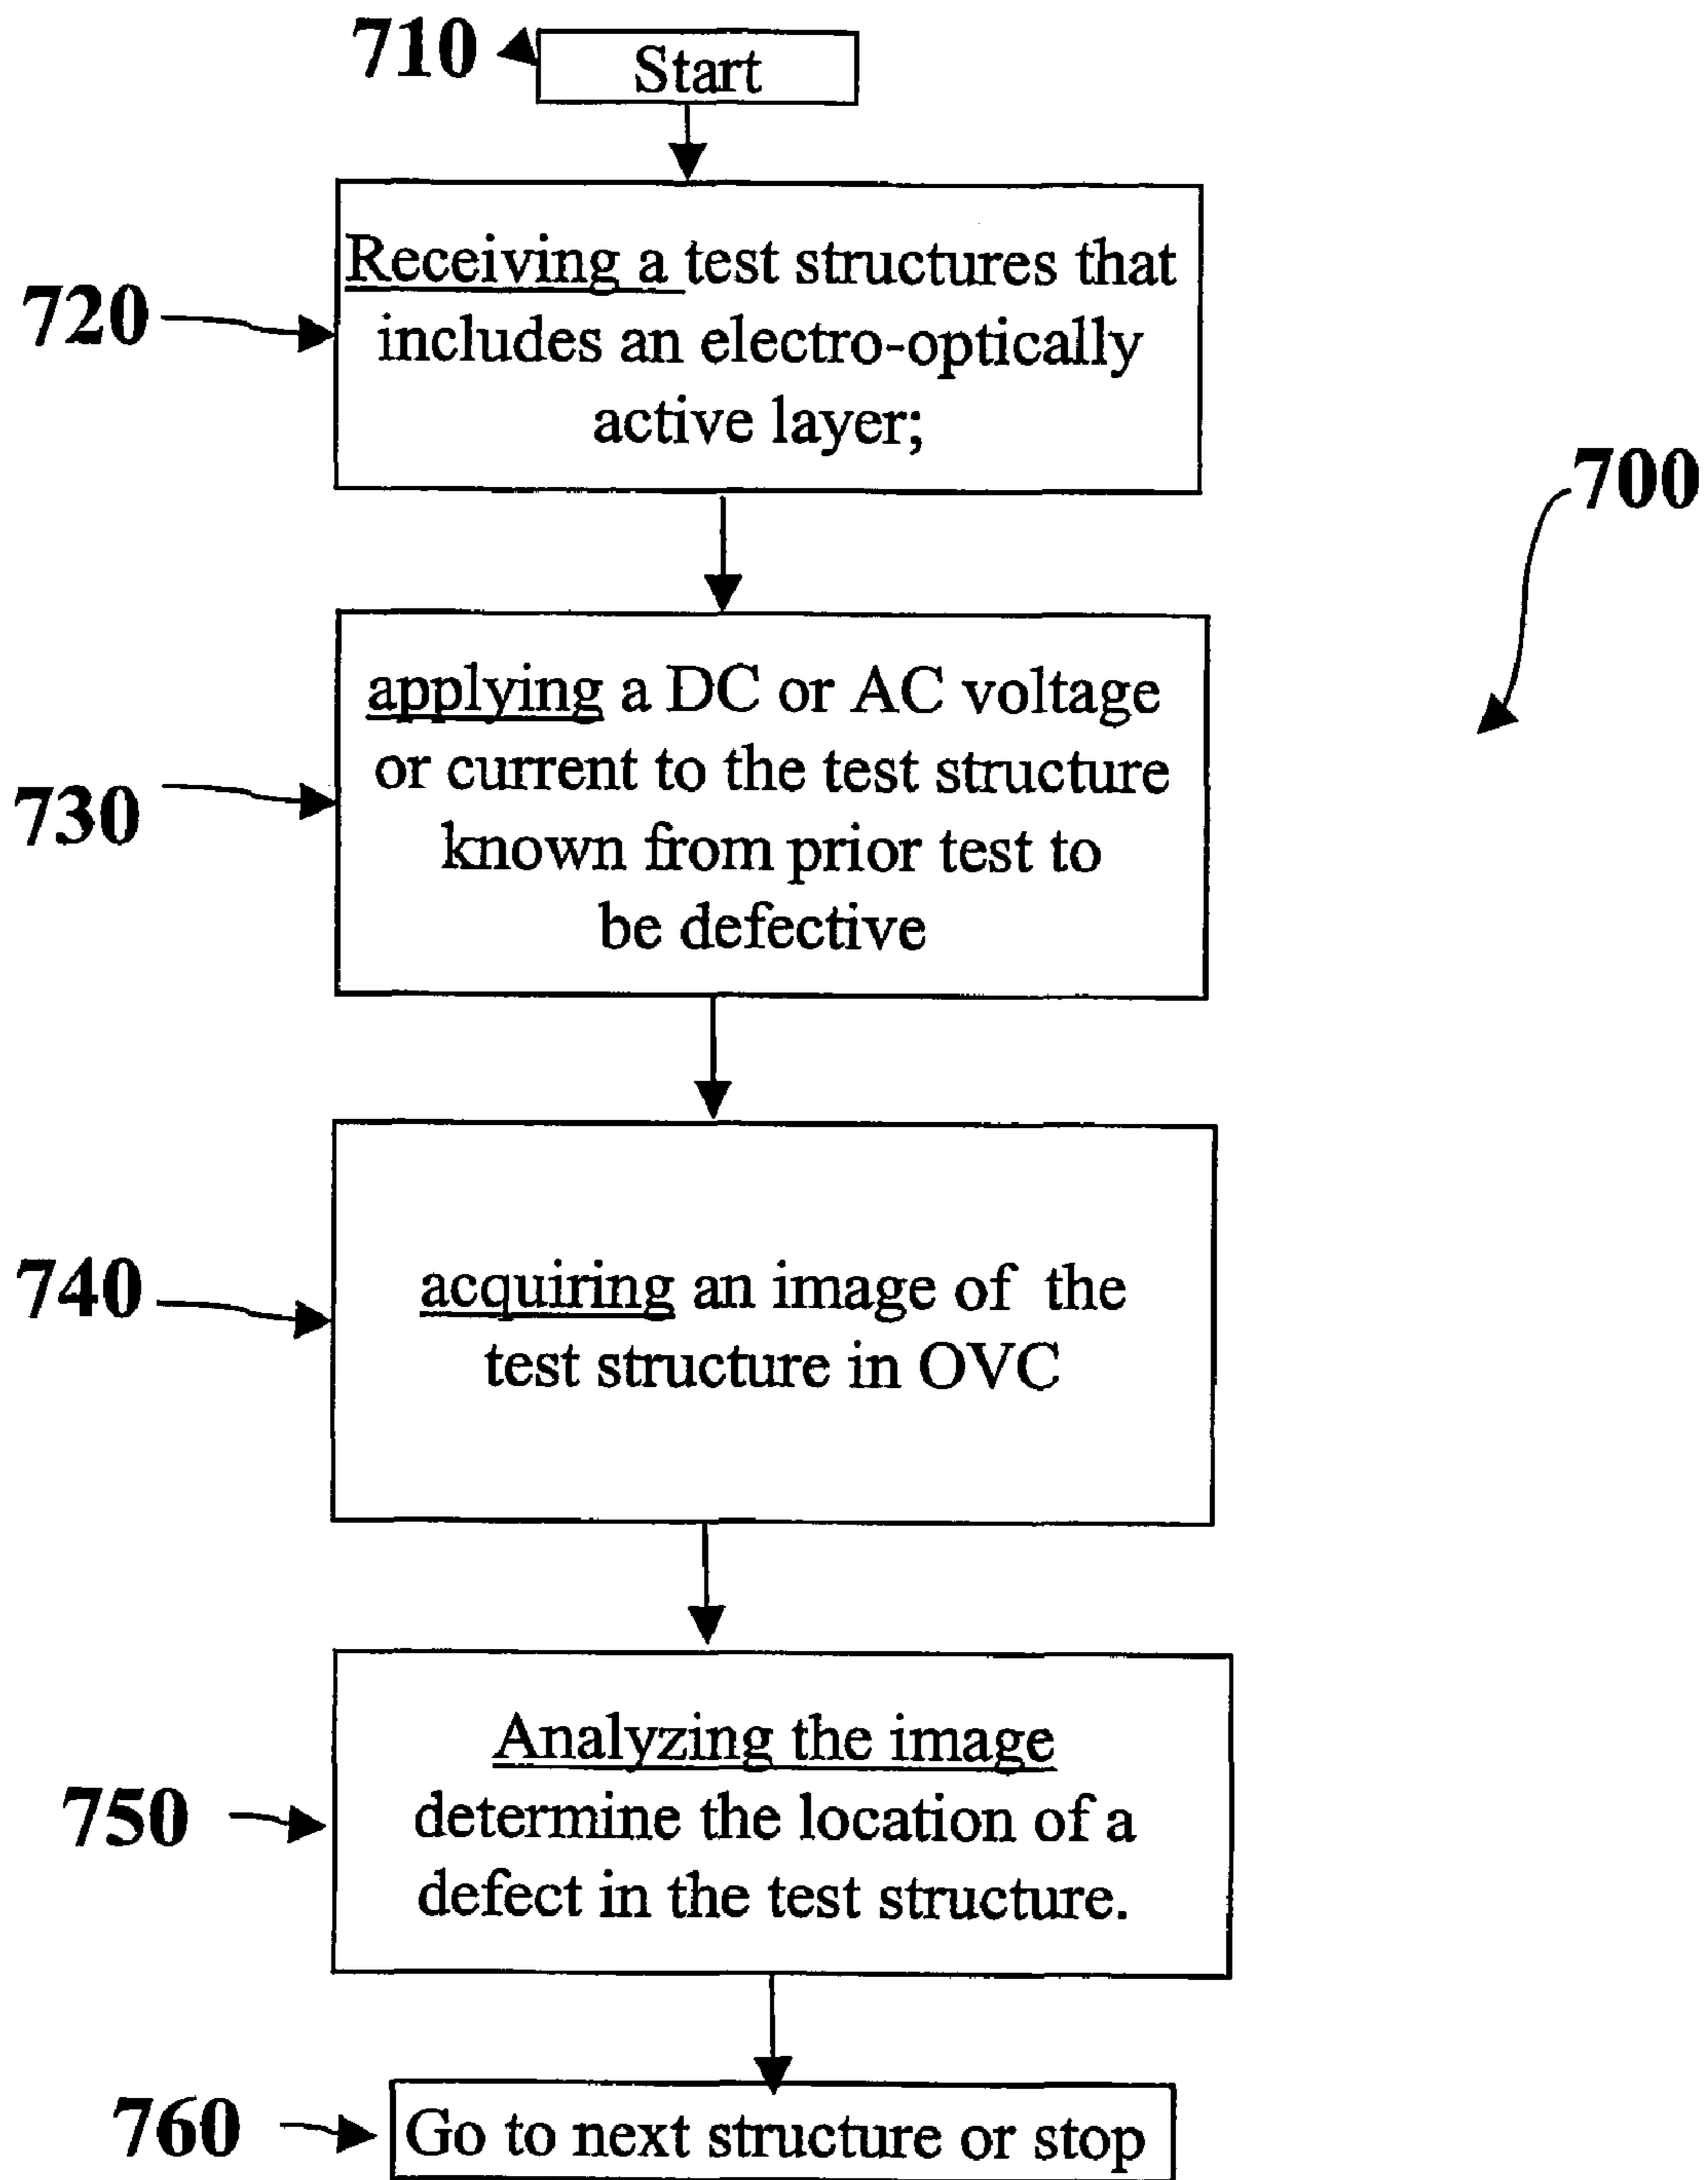 710
Start
720
Receiving a test structures that
includes an electro-optically
active layer;
700
730
applying a DC or AC voltage
or current to the test structure
known from prior test to
be defective
740
acquiring an image of the
test structure in OVC
750
Analyzing the image
determine the location of a
defect in the test structure.
760
Go to next structure or stop